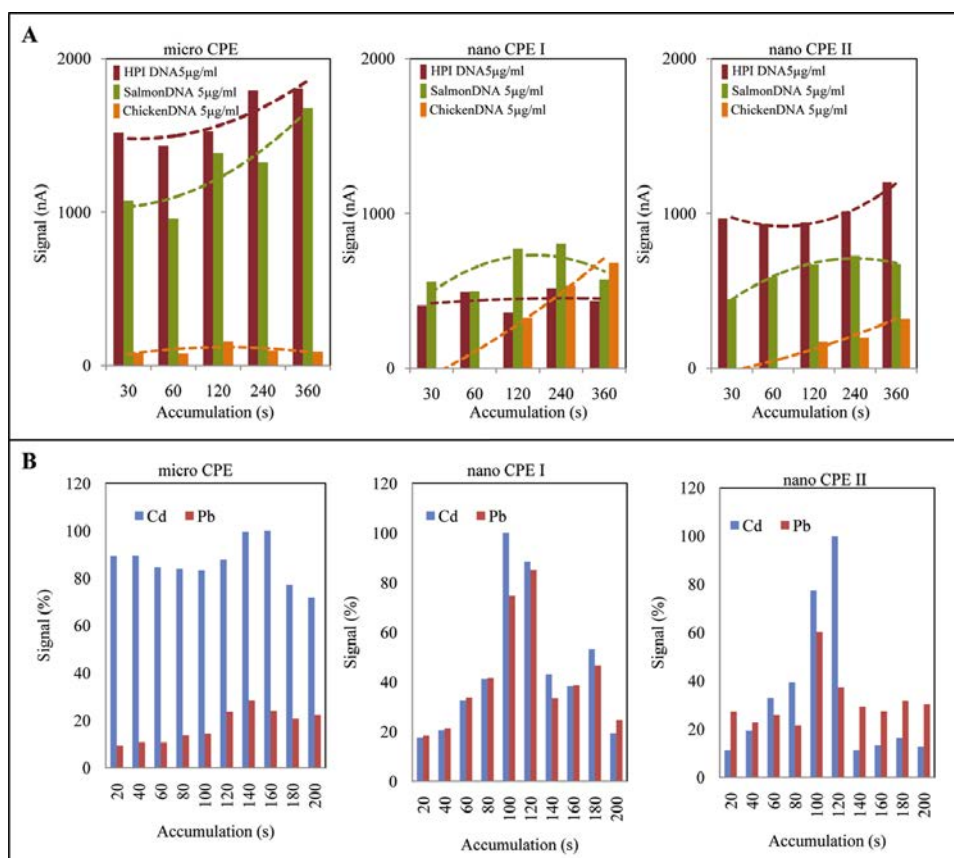 A
micro CPE
2000
1000
0
Signal (nA)
HPI DNA5μg/ml
SalmonDNA 5μg/ml
ChickenDNA 5μg/ml
30 60 120 240 360
Accumulation (s)
nano CPE I
2000
1000
0
Signal (nA)
HPI DNA5μg/ml
SalmonDNA 5μg/ml
ChickenDNA 5μg/ml
30 60 120 240 360
Accumulation (s)
nano CPE II
2000
1000
0
Signal (nA)
HPI DNA5μg/ml
SalmonDNA 5μg/ml
ChickenDNA 5μg/ml
30 60 120 240 360
Accumulation (s)
B
micro CPE
120
100
80
60
40
20
0
Signal (%)
Cd Pb
20 40 60 80 100 120 140 160 180 200
Accumulation (s)
nano CPE I
120
100
80
60
40
20
0
Signal (%)
Cd Pb
20 40 60 80 100 120 140 160 180 200
Accumulation (s)
nano CPE II
120
100
80
60
40
20
0
Signal (%)
Cd Pb
20 40 60 80 100 120 140 160 180 200
Accumulation (s)